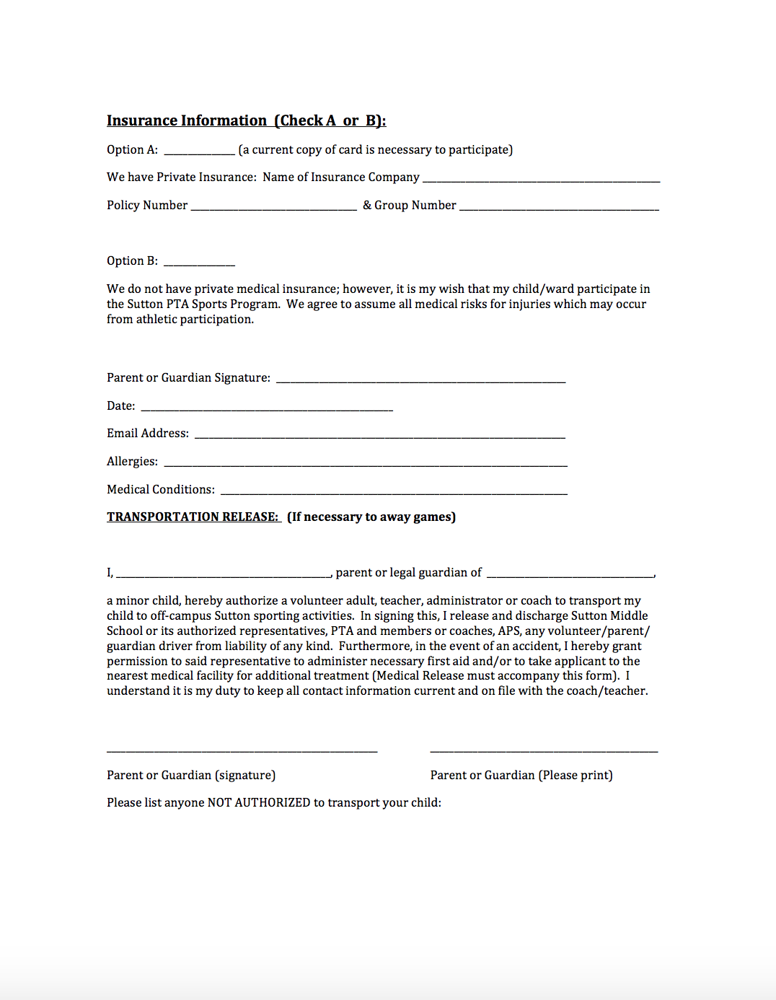 Insurance Information  (Check A  or  B):
Option A:  ____________ (a current copy of card is necessary to participate)
We have Private Insurance:  Name of Insurance Company ________________________________________
Policy Number ____________________________ & Group Number __________________________________
Option B:  ____________
We do not have private medical insurance; however, it is my wish that my child/ward participate in
the Sutton PTA Sports Program.  We agree to assume all medical risks for injuries which may occur
from athletic participation.
Parent or Guardian Signature:  _________________________________________________
Date:  ___________________________________________
Email Address:  _______________________________________________________________
Allergies:  ____________________________________________________________________
Medical Conditions:  ___________________________________________________________
TRANSPORTATION RELEASE:  (If necessary to away games)
I, ____________________________________, parent or legal guardian of ____________________________,
a minor child, hereby authorize a volunteer adult, teacher, administrator or coach to transport my
child to off-campus Sutton sporting activities.  In signing this, I release and discharge Sutton Middle
School or its authorized representatives, PTA and members or coaches, APS, any volunteer/parent/
guardian driver from liability of any kind.  Furthermore, in the event of an accident, I hereby grant
permission to said representative to administer necessary first aid and/or to take applicant to the
nearest medical facility for additional treatment (Medical Release must accompany this form).  I
understand it is my duty to keep all contact information current and on file with the coach/teacher.
______________________________________________          _______________________________________
Parent or Guardian (signature)          Parent or Guardian (Please print)
Please list anyone NOT AUTHORIZED to transport your child: